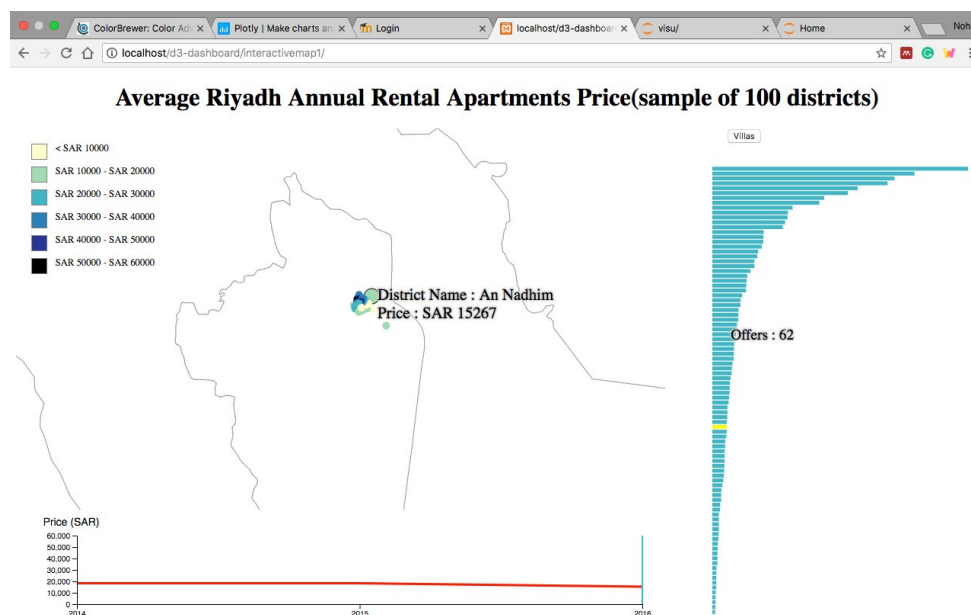 ColorBrewer: Color Adv
Plotly | Make charts and
Login
localhost/d3-dashboar
visu/
Home
Noh
localhost/d3-dashboard/interactivemap1/
Average Riyadh Annual Rental Apartments Price(sample of 100 districts)
Villas
< SAR 10000
SAR 10000 - SAR 20000
SAR 20000 - SAR 30000
SAR 30000 - SAR 40000
SAR 40000 - SAR 50000
SAR 50000 - SAR 60000
District Name : An Nadhim
Price : SAR 15267
Offers : 62
Price (SAR)
60,000
50,000
40,000
30,000
20,000
10,000
0
2014
2015
2016